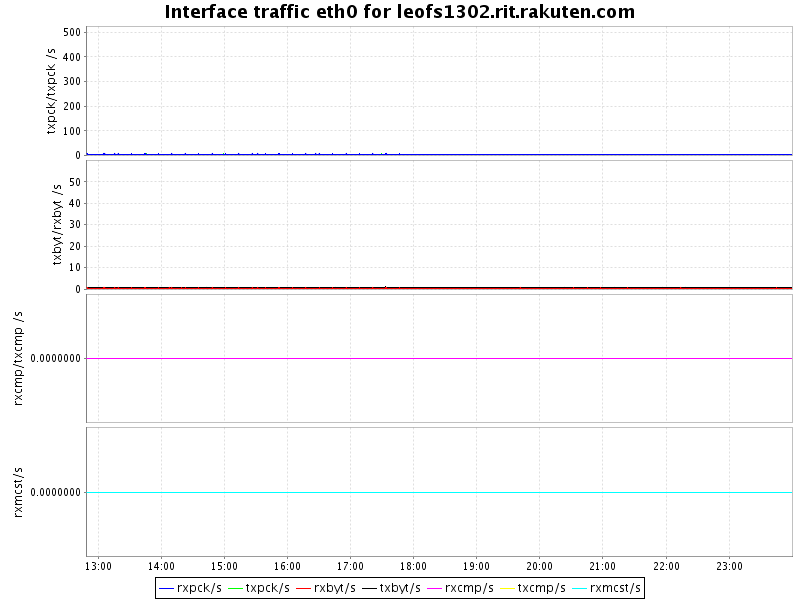 Interface traffic eth0 for leofs1302.rit.rakuten.com
txpck/txpck /s
500
400
300
200
100
0
txbyt/rxbyt /s
50
40
30
20
10
0
rxcmp/txcmp /s
0.0000000
rxmcst/s
0.0000000
13:00 14:00 15:00 16:00 17:00 18:00 19:00 20:00 21:00 22:00 23:00
rxpck/s txpck/s rxbyt/s txbyt/s rxcmp/s txcmp/s rxmcst/s